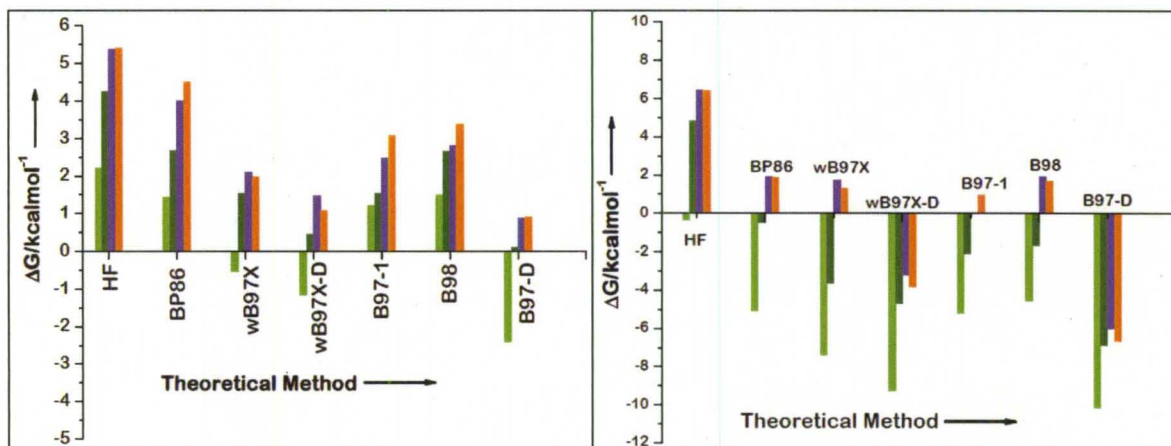 6
5
4
3
2
1
0
-1
-2
-3
-4
-5
ΔG/kcalmol⁻¹
HF
BP86
wB97X
wB97X-D
B97-1
B98
B97-D
Theoretical Method
10
8
6
4
2
0
-2
-4
-6
-8
-10
-12
ΔG/kcalmol⁻¹
HF
BP86
wB97X
wB97X-D
B97-1
B98
B97-D
Theoretical Method